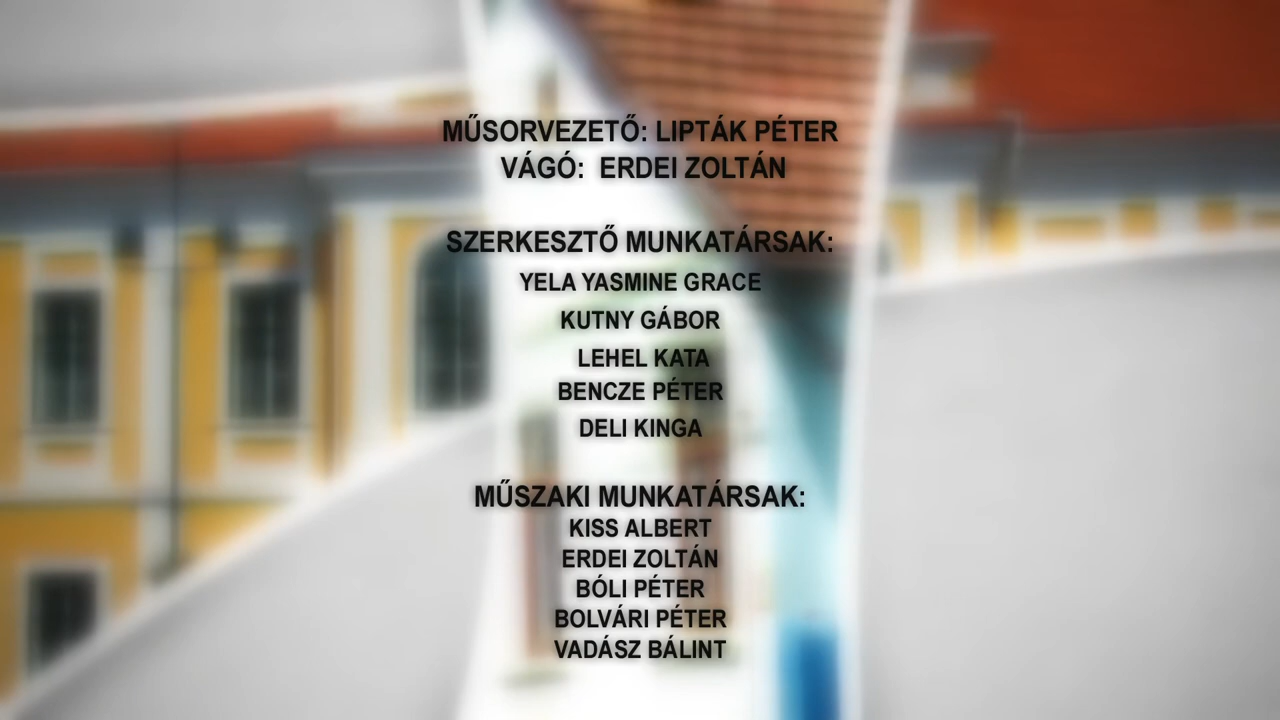 MŰSORVEZETŐ: LIPTÁK PÉTER
VÁGÓ: ERDEI ZOLTÁN
SZERKESZTŐ MUNKATÁRSAK:
YELA YASMINE GRACE
KUTNY GÁBOR
LEHEL KATA
BENCZE PÉTER
DELI KINGA
MŰSZAKI MUNKATÁRSAK:
KISS ALBERT
ERDEI ZOLTÁN
BÓLI PÉTER
BOLVÁRI PÉTER
VADÁSZ BÁLINT